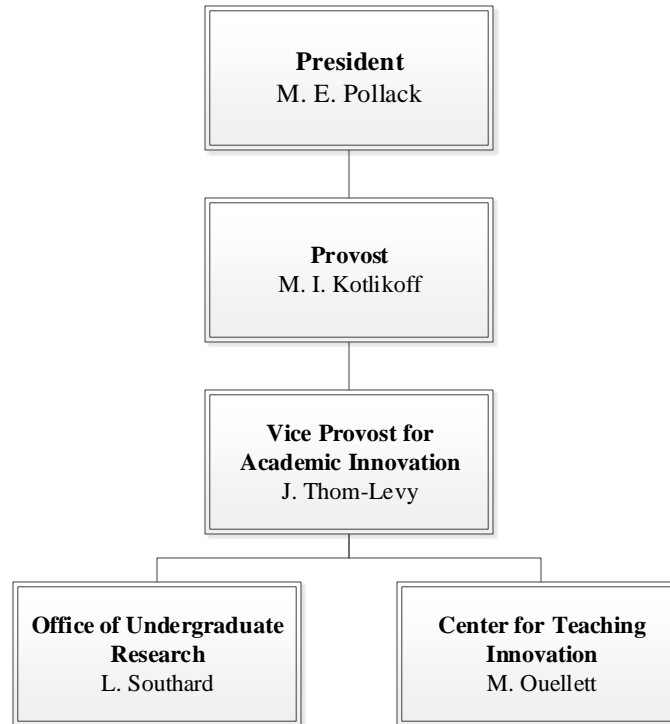 President
M. E. Pollack
Provost
M. I. Kotlikoff
Vice Provost for
Academic Innovation
J. Thom-Levy
Office of Undergraduate
Research
L. Southard
Center for Teaching
Innovation
M. Ouellett